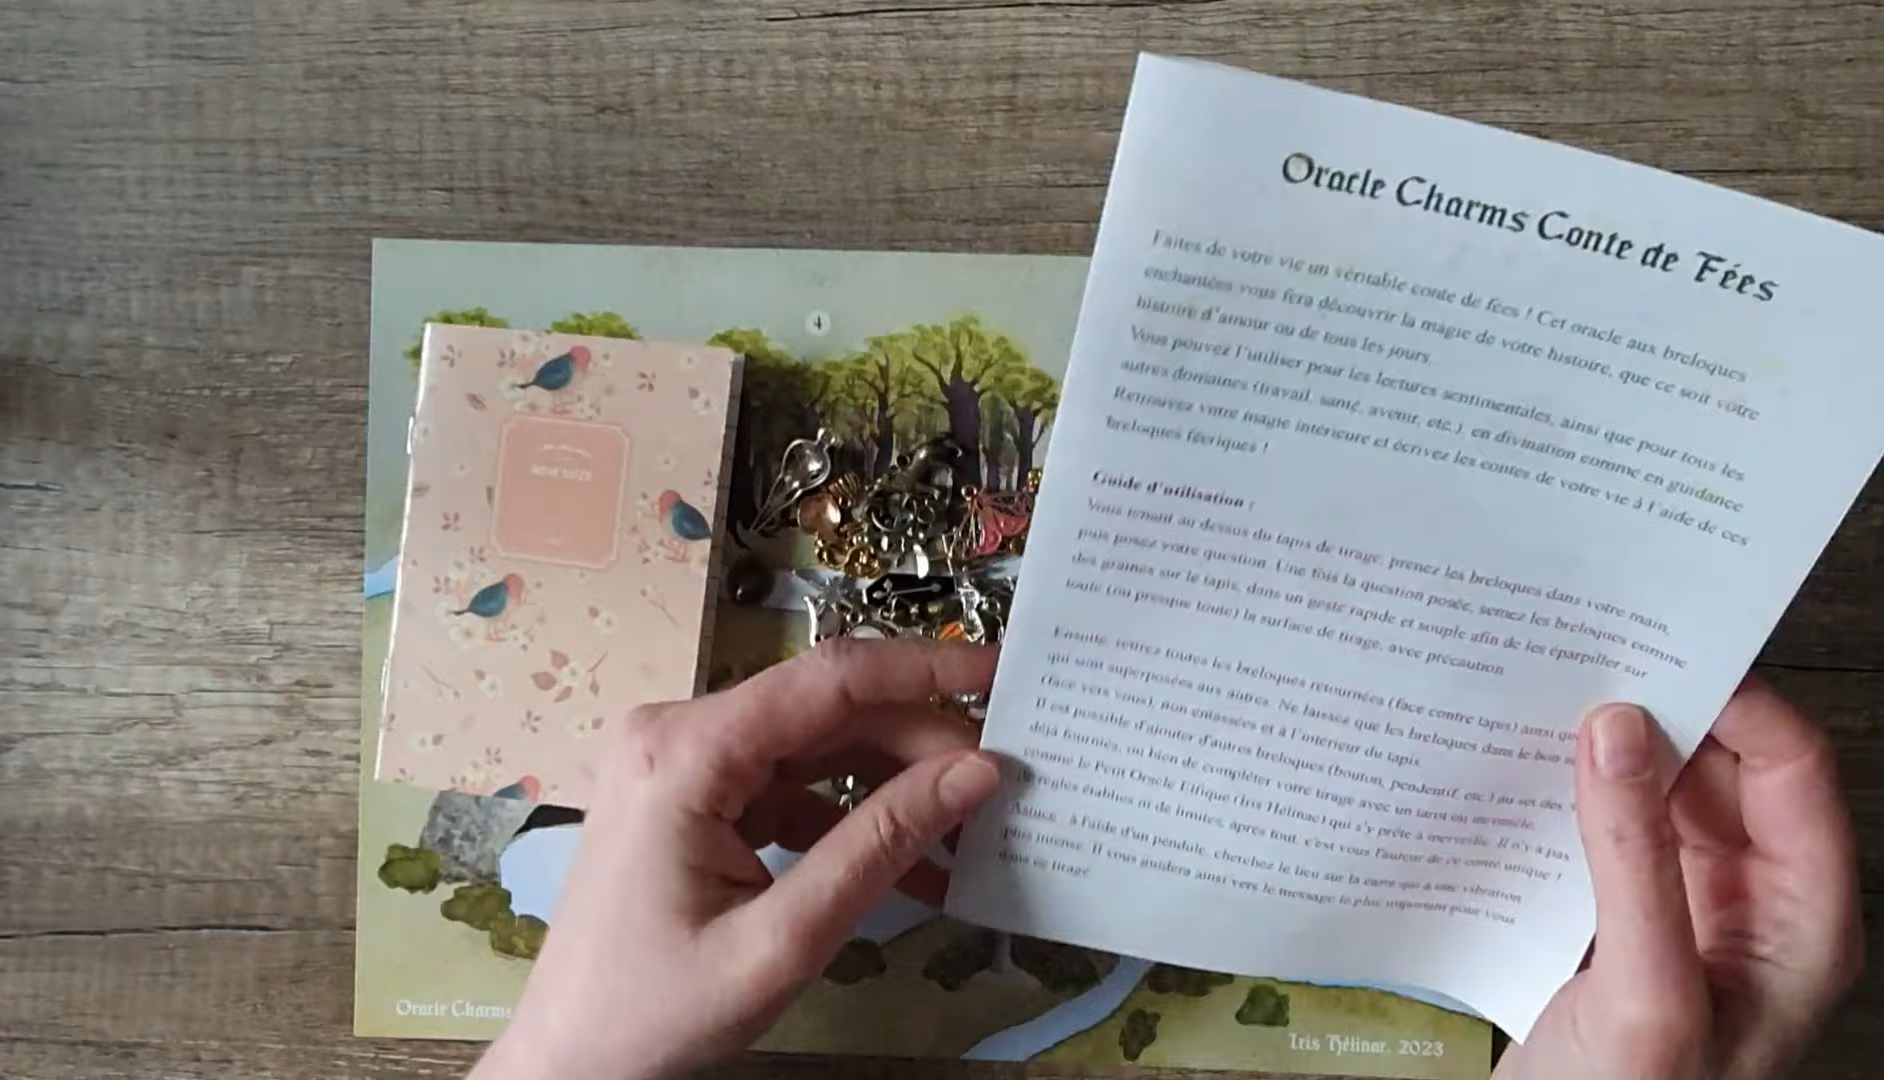 Oracle Charms Conte de Fées
Faites de votre vie un véritable conte de fées ! Cet oracle aux breloques
enchantées vous fera découvrir la magie de votre histoire, que ce soit votre
histoire d'amour ou de tous les jours.
Vous pouvez l'utiliser pour les lectures sentimentales, ainsi que pour tous les
autres domaines (travail, santé, avenir, etc.), en divination comme en guidance
Retrouvez votre magie intérieure et écrivez les contes de votre vie à l'aide de ces
breloques féériques !
Guide d'utilisation :
Vous tenant au dessus du tapis de tirage, prenez les breloques dans votre main,
puis posez votre question. Une fois la question posée, semez les breloques comme
des graines sur le tapis, dans un geste rapide et souple afin de les éparpiller sur
toute (ou presque toute) la surface de tirage, avec précaution
Ensuite, retirez toutes les breloques retournées (face contre tapis) ainsi que
qui sont superposées aux autres. Ne laissez que les breloques dans le bon
(face vers vous), non entassées et à l'intérieur du tapis.
Il est possible d'ajouter d'autres breloques (bouton, pendentif, etc.) au set des
déjà fournies, ou bien de compléter votre tirage avec un tarot ou un oracle,
comme le Petit Oracle Elfique (Iris Hélinac) qui s'y prête à merveille. Il n'y a pas
de règles établies ni de limites, après tout, c'est vous l'auteur de ce conte unique !
Astuce : à l'aide d'un pendule, cherchez le lieu sur la carte qui a une vibration
plus intense. Il vous guidera ainsi vers le message le plus important pour vous
dans ce tirage
4
Oracle Charms
Iris Hélinac, 2023